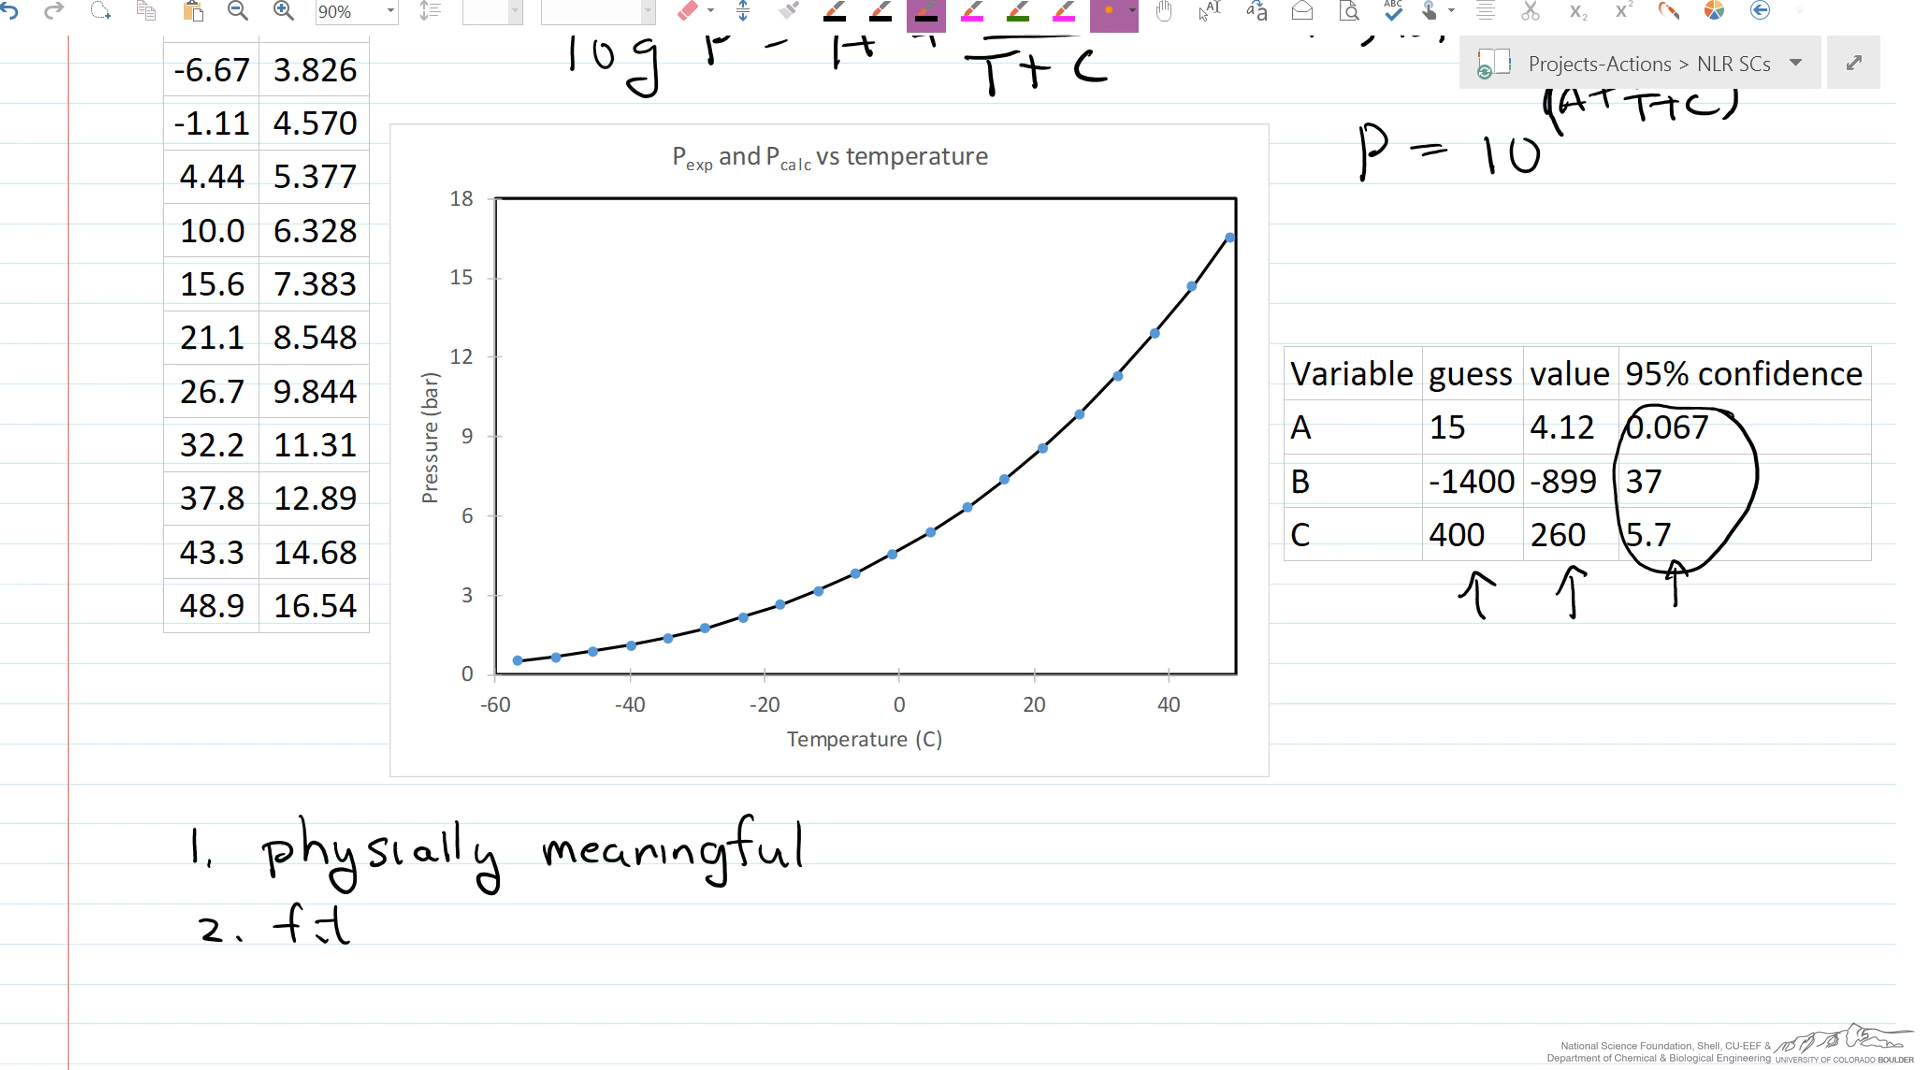 90%
log P = A +
T + C
Projects-Actions > NLR SCs
(A + T+C)
P = 10
-6.67 3.826
-1.11 4.570
4.44 5.377
10.0 6.328
15.6 7.383
21.1 8.548
26.7 9.844
32.2 11.31
37.8 12.89
43.3 14.68
48.9 16.54
Pexp and Pcalc vs temperature
Pressure (bar)
18
15
12
9
6
3
0
-60 -40 -20 0 20 40
Temperature (C)
Variable guess value 95% confidence
A 15 4.12 0.067
B -1400 -899 37
C 400 260 5.7
1. physially meaningful
2. fit
National Science Foundation, Shell, CU-EEF &
Department of Chemical & Biological Engineering UNIVERSITY OF COLORADO BOULDER